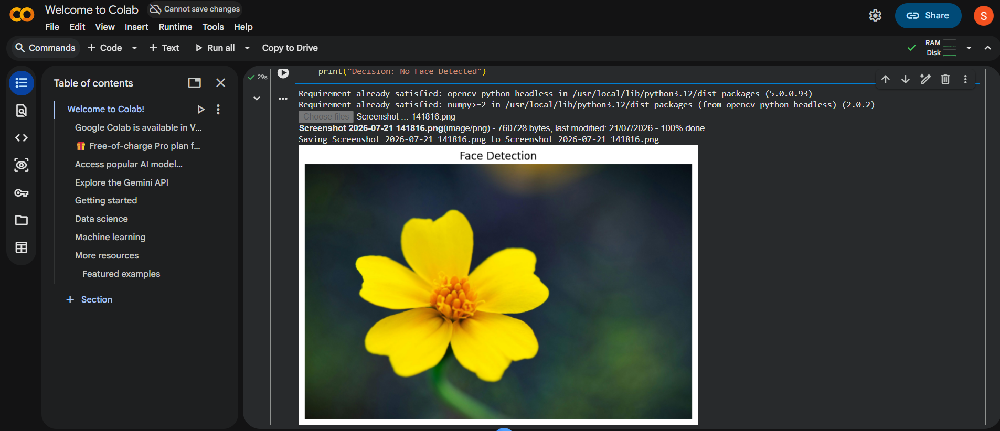 Welcome to Colab
Cannot save changes
File Edit View Insert Runtime Tools Help
Share
S
Commands
+ Code
+ Text
Run all
Copy to Drive
RAM
Disk
Table of contents
Welcome to Colab!
Google Colab is available in V...
Free-of-charge Pro plan f...
Access popular AI model...
Explore the Gemini API
Getting started
Data science
Machine learning
More resources
Featured examples
+ Section
29s
print("Decision: No Face Detected")
Requirement already satisfied: opencv-python-headless in /usr/local/lib/python3.12/dist-packages (5.0.0.93)
Requirement already satisfied: numpy>=2 in /usr/local/lib/python3.12/dist-packages (from opencv-python-headless) (2.0.2)
Choose files Screenshot ... 141816.png
Screenshot 2026-07-21 141816.png(image/png) - 760728 bytes, last modified: 21/07/2026 - 100% done
Saving Screenshot 2026-07-21 141816.png to Screenshot 2026-07-21 141816.png
Face Detection